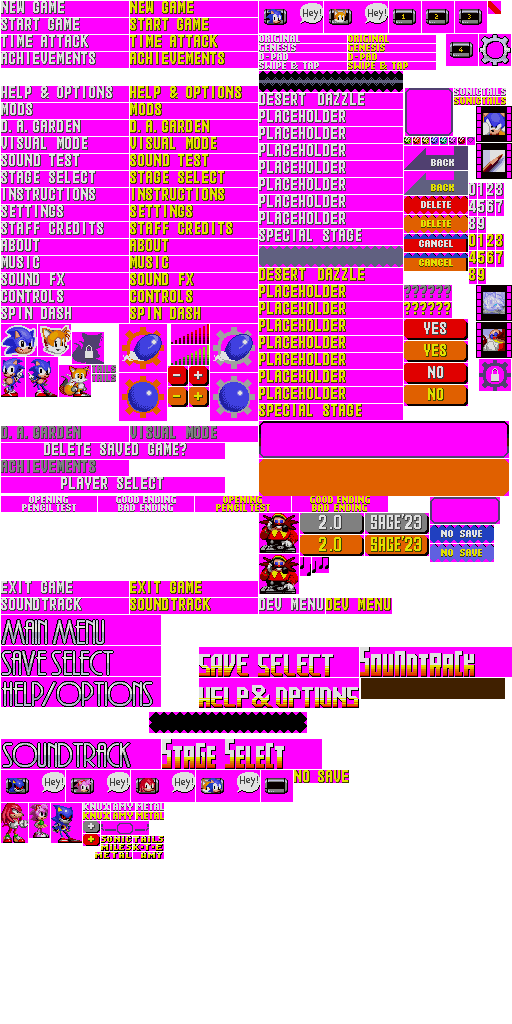 NEW GAME NEW GAME
START GAME START GAME
TIME ATTACK TIME ATTACK
ACHIEVEMENTS ACHIEVEMENTS
Hey! Hey! 1 2 3
ORIGINAL ORIGINAL
GENESIS GENESIS
D-PAD D-PAD
SWIPE & TAP SWIPE & TAP
4
HELP & OPTIONS HELP & OPTIONS
MODS MODS
D. A. GARDEN D. A. GARDEN
VISUAL MODE VISUAL MODE
SOUND TEST SOUND TEST
STAGE SELECT STAGE SELECT
INSTRUCTIONS INSTRUCTIONS
SETTINGS SETTINGS
STAFF CREDITS STAFF CREDITS
ABOUT ABOUT
MUSIC MUSIC
SOUND FX SOUND FX
CONTROLS CONTROLS
SPIN DASH SPIN DASH
DESERT DAZZLE
PLACEHOLDER
PLACEHOLDER
PLACEHOLDER
PLACEHOLDER
PLACEHOLDER
PLACEHOLDER
PLACEHOLDER
SPECIAL STAGE
DESERT DAZZLE
PLACEHOLDER
PLACEHOLDER
PLACEHOLDER
PLACEHOLDER
PLACEHOLDER
PLACEHOLDER
PLACEHOLDER
SPECIAL STAGE
SONIC TAILS
SONIC TAILS
BACK
BACK
DELETE
DELETE
CANCEL
CANCEL
0123
4567
89
0123
4567
89
??????
??????
YES
YES
NO
NO
D. A. GARDEN VISUAL MODE
DELETE SAVED GAME?
ACHIEVEMENTS
PLAYER SELECT
OPENING GOOD ENDING OPENING GOOD ENDING
PENCIL TEST BAD ENDING PENCIL TEST BAD ENDING
2.0 SAGE'23
2.0 SAGE'23
NO SAVE
NO SAVE
EXIT GAME EXIT GAME
SOUNDTRACK SOUNDTRACK
DEV MENU DEV MENU
MAIN MENU
SAVE SELECT
HELP/OPTIONS
SAVE SELECT SOUNDTRACK
HELP & OPTIONS
SOUNDTRACK STAGE SELECT
Hey! Hey! Hey! Hey!
NO SAVE
KNUX AMY METAL
KNUX AMY METAL
SONIC TAILS
MILES K-T-E
METAL AMY